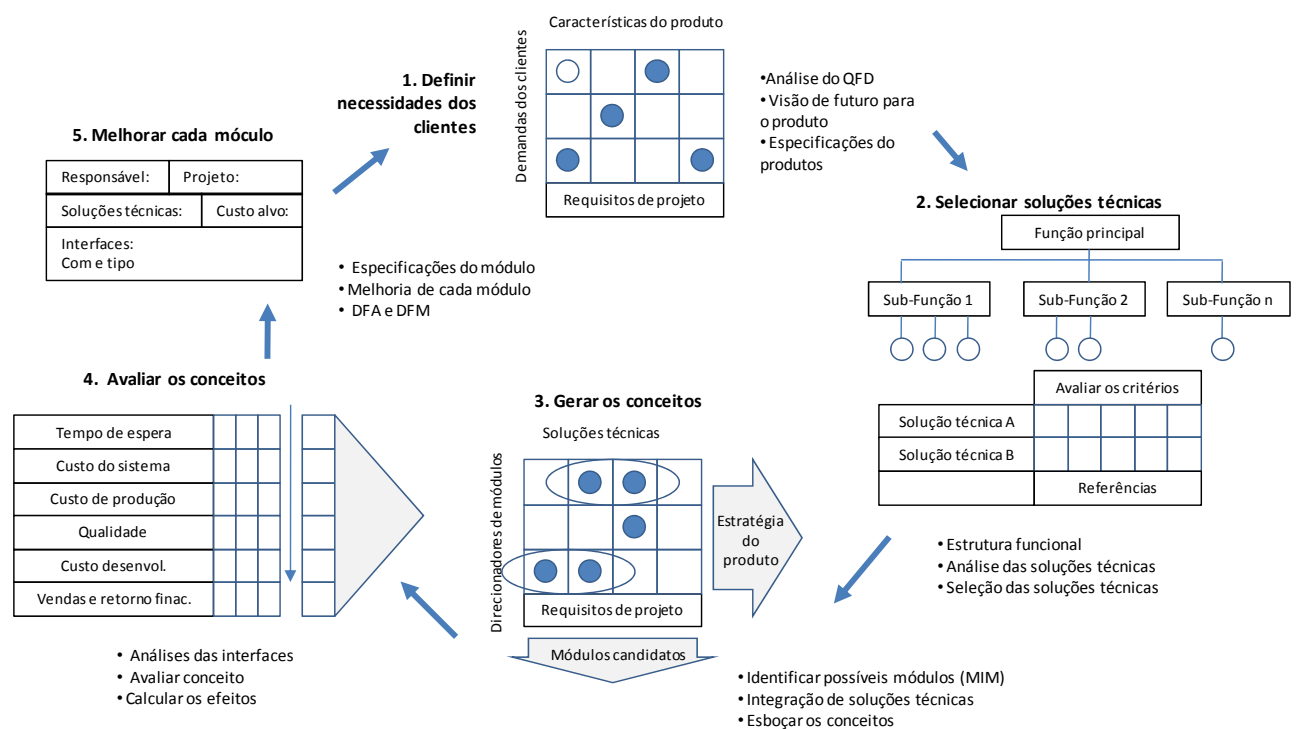 Características do produto
Demandas dos clientes
1. Definir
necessidades dos
clientes
Requisitos de projeto
•Análise do QFD
• Visão de futuro para
o produto
• Especificações do
produtos
2. Selecionar soluções técnicas
Função principal
Sub-Função 1
Sub-Função 2
Sub-Função n
Avaliar os critérios
Solução técnica A
Solução técnica B
Referências
• Estrutura funcional
• Análise das soluções técnicas
• Seleção das soluções técnicas
3. Gerar os conceitos
Soluções técnicas
Direcionadores de módulos
Requisitos de projeto
Estratégia
do
produto
Módulos candidatos
• Identificar possíveis módulos (MIM)
• Integração de soluções técnicas
• Esboçar os conceitos
4. Avaliar os conceitos
Tempo de espera
Custo do sistema
Custo de produção
Qualidade
Custo desenvol.
Vendas e retorno finac.
• Análises das interfaces
• Avaliar conceito
• Calcular os efeitos
5. Melhorar cada móculo
Responsável:
Projeto:
Soluções técnicas:
Custo alvo:
Interfaces:
Com e tipo
• Especificações do módulo
• Melhoria de cada módulo
• DFA e DFM